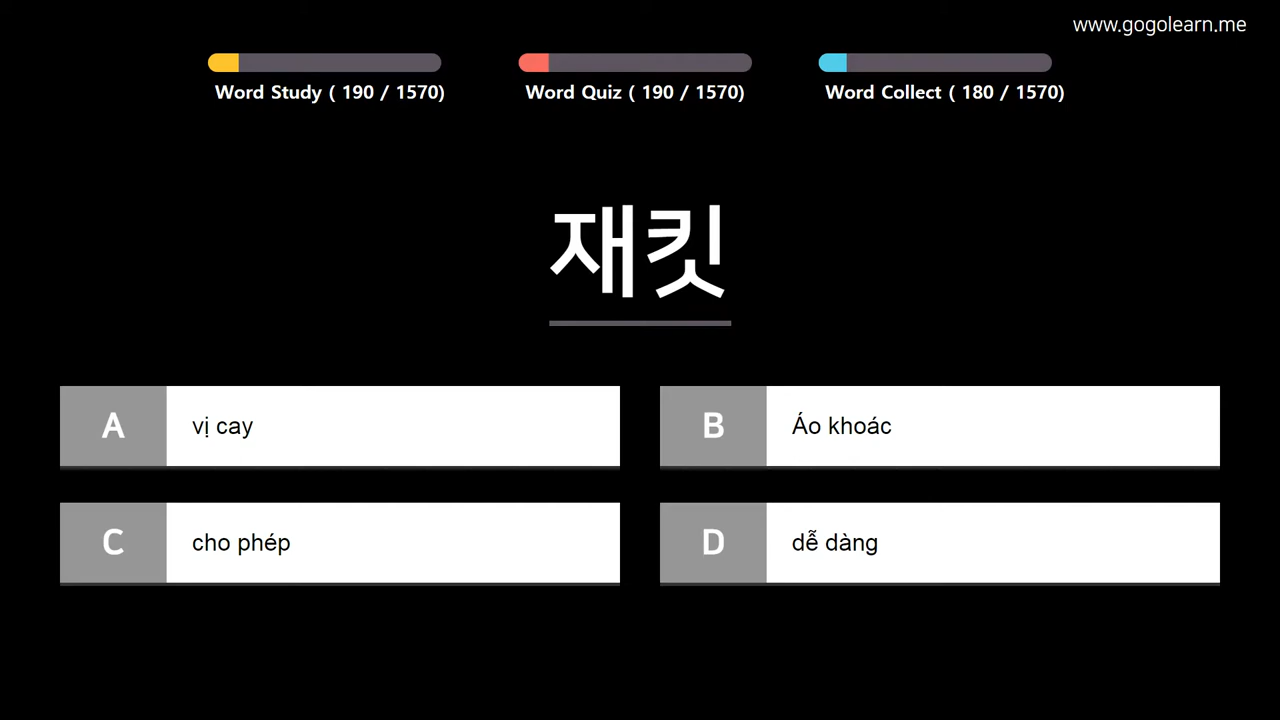 www.gogolearn.me
Word Study ( 190 / 1570)
Word Quiz ( 190 / 1570)
Word Collect ( 180 / 1570)
재킷
A
vị cay
B
Áo khoác
C
cho phép
D
dễ dàng